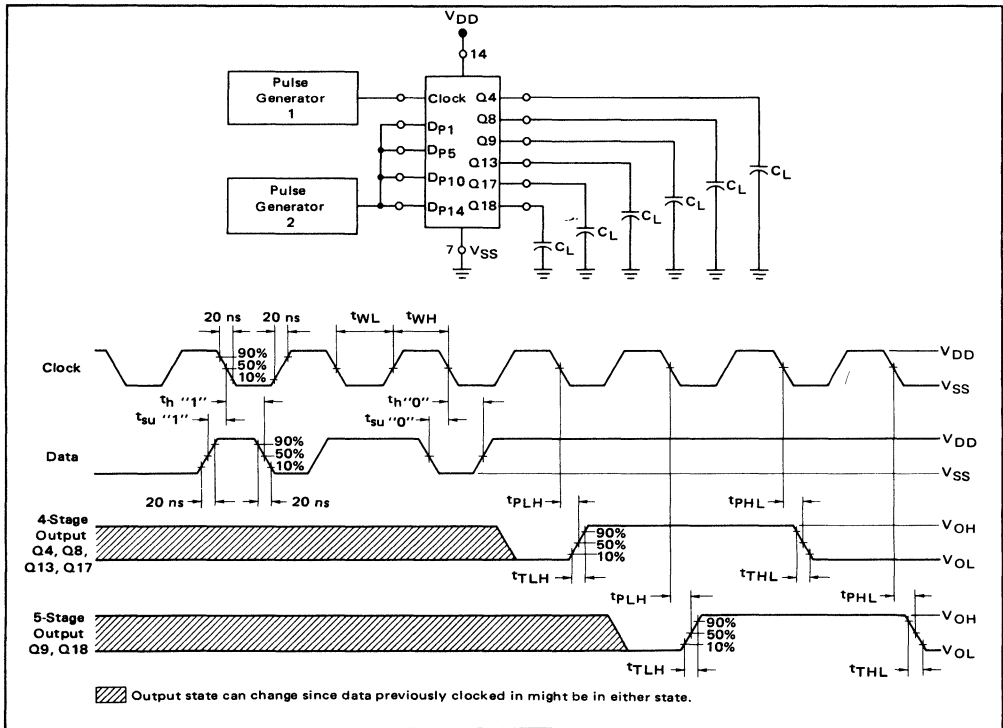 VDD
14
Pulse
Generator
1
Clock Q4
Q8
DP1
Q9
DP5
Q13
DP10 Q17
Pulse
Generator
2
DP14 Q18
CL
CL
CL
CL
CL
CL
7 VSS
20 ns 20 ns tWL tWH
Clock
90%
50%
10%
VDD
VSS
th "1" th"0"
tsu "1" tsu "0"
Data
90%
50%
10%
VDD
VSS
20 ns 20 ns
tPLH tPHL
4-Stage
Output
Q4, Q8,
Q13, Q17
90%
50%
10%
VOH
VOL
tTLH tTHL
tPLH tPHL
5-Stage
Output
Q9, Q18
90%
50%
10%
VOH
VOL
tTLH tTHL
Output state can change since data previously clocked in might be in either state.